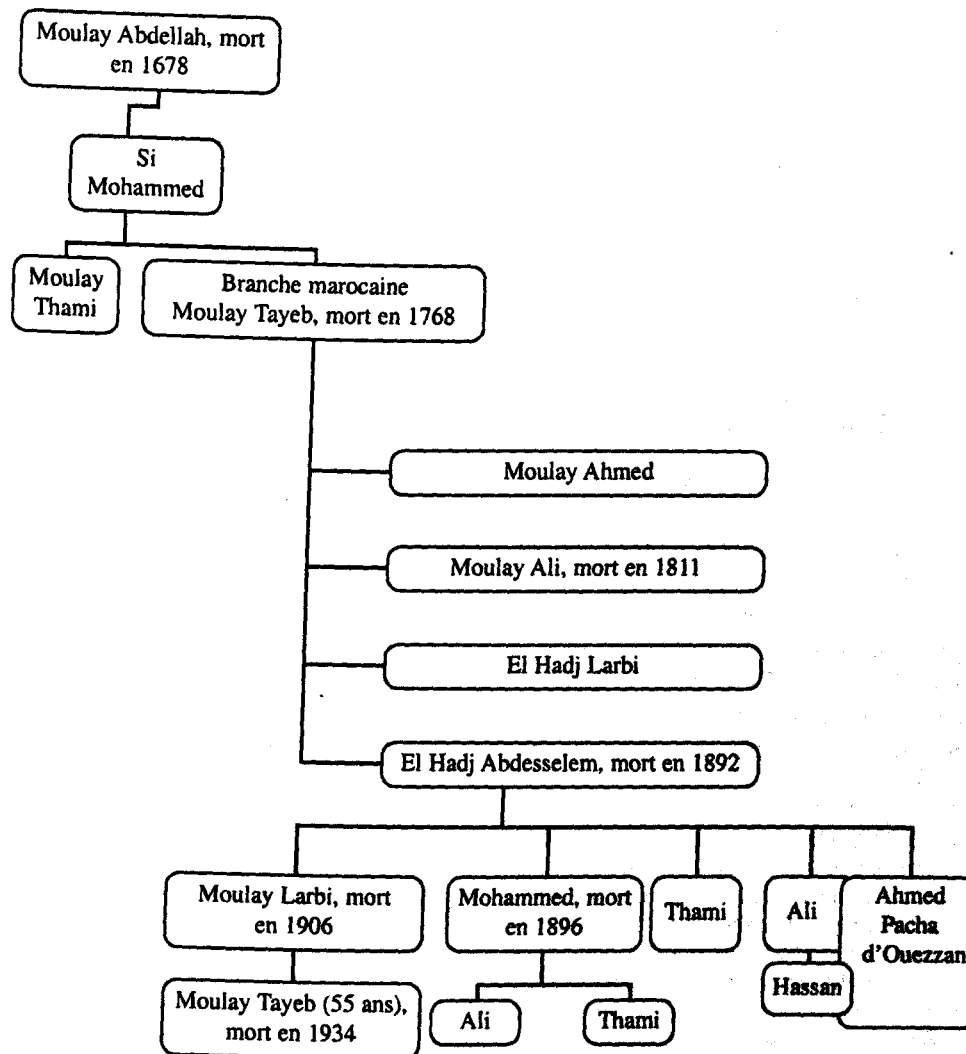 Moulay Abdellah, mort
en 1678
Si
Mohammed
Moulay
Thami
Branche marocaine
Moulay Tayeb, mort en 1768
Moulay Ahmed
Moulay Ali, mort en 1811
El Hadj Larbi
El Hadj Abdesselem, mort en 1892
Moulay Larbi, mort
en 1906
Mohammed, mort
en 1896
Thami
Ali
Ahmed
Pacha
d'Ouezzan
Moulay Tayeb (55 ans),
mort en 1934
Ali
Thami
Hassan